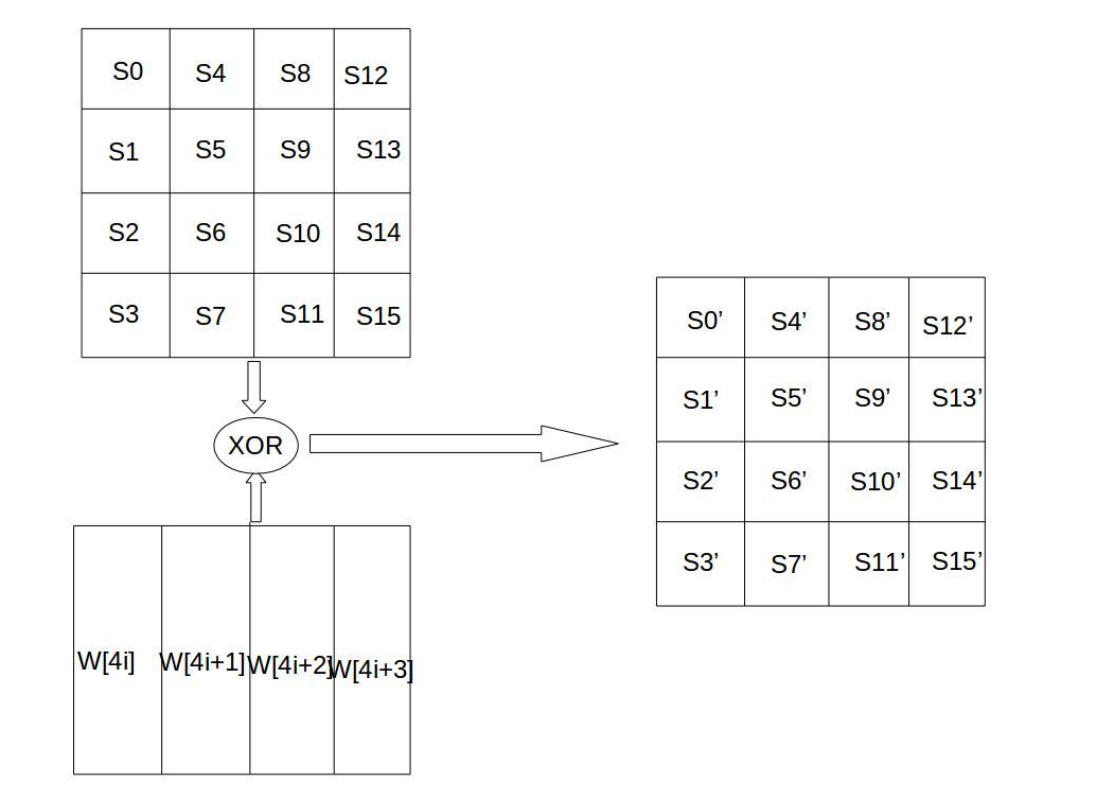 S0 S4 S8 S12
S1 S5 S9 S13
S2 S6 S10 S14
S3 S7 S11 S15
XOR
W[4i] W[4i+1] W[4i+2] W[4i+3]
S0’ S4’ S8’ S12’
S1’ S5’ S9’ S13’
S2’ S6’ S10’ S14’
S3’ S7’ S11’ S15’